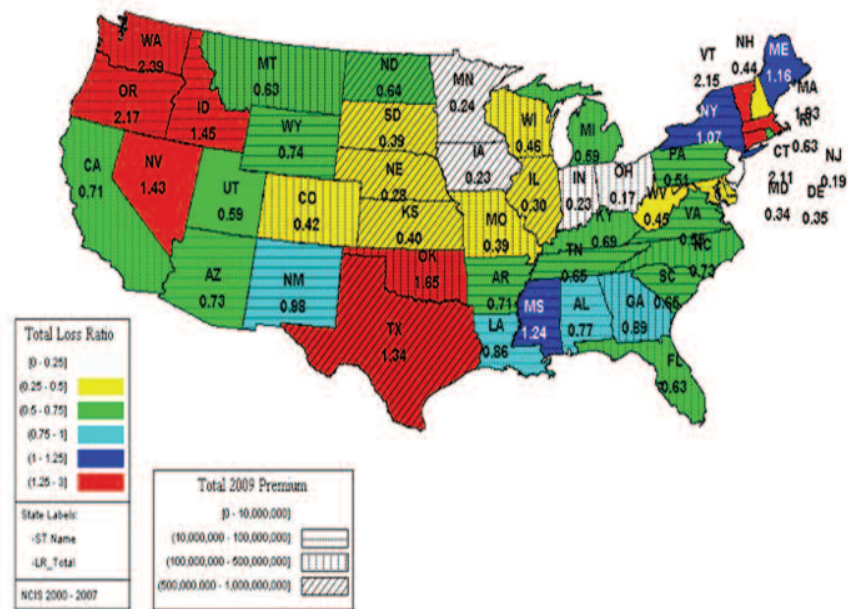 WA
2.39
OR
2.17
ID
1.45
MT
0.63
ND
0.64
MN
0.24
WI
0.46
MI
0.59
VT
2.15
NH
0.44
ME
1.16
MA
NY
1.07
RI
0.63
CT
2.11
NJ
0.19
MD
0.34
DE
0.35
PA
0.51
SD
0.39
WY
0.74
IA
0.23
NE
0.28
CA
0.71
NV
1.43
UT
0.59
CO
0.42
KS
0.40
MO
0.39
IL
0.30
IN
0.23
OH
0.17
WV
0.45
VA
KY
0.69
NC
0.73
TN
0.65
SC
AZ
0.73
NM
0.98
OK
1.65
AR
0.71
MS
1.24
AL
0.77
GA
0.89
TX
1.34
LA
0.86
FL
0.63
Total Loss Ratio
[0 - 0.25]
(0.25 - 0.5]
(0.5 - 0.75]
(0.75 - 1]
(1 - 1.25]
(1.25 - 3]
State Labels:
-ST Name
-LR_Total
NCIS 2000 - 2007
Total 2009 Premium
[0 - 10,000,000]
(10,000,000 - 100,000,000]
(100,000,000 - 500,000,000]
(500,000,000 - 1,000,000,000]